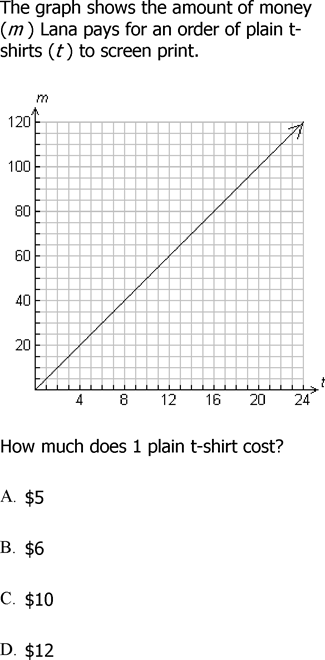 The graph shows the amount of money
(m) Lana pays for an order of plain t-
shirts (t) to screen print.
m
120
100
80
60
40
20
4 8 12 16 20 24 t
How much does 1 plain t-shirt cost?
A. $5
B. $6
C. $10
D. $12